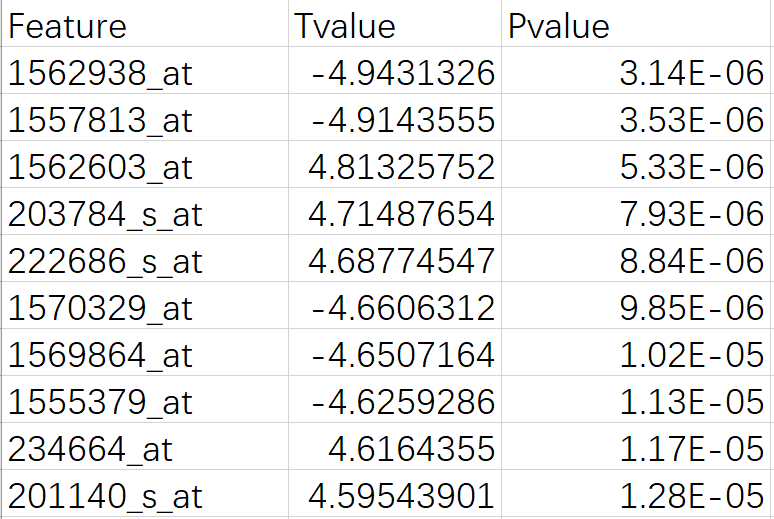 Feature Tvalue Pvalue
1562938_at -4.9431326 3.14E-06
1557813_at -4.9143555 3.53E-06
1562603_at 4.81325752 5.33E-06
203784_s_at 4.71487654 7.93E-06
222686_s_at 4.68774547 8.84E-06
1570329_at -4.6606312 9.85E-06
1569864_at -4.6507164 1.02E-05
1555379_at -4.6259286 1.13E-05
234664_at 4.6164355 1.17E-05
201140_s_at 4.59543901 1.28E-05